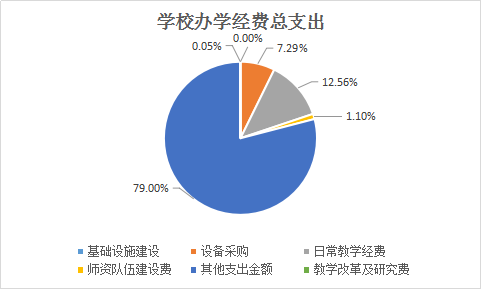 学校办学经费总支出
0.05%
0.00%
7.29%
12.56%
1.10%
79.00%
基础设施建设 设备采购 日常教学经费
师资队伍建设费 其他支出金额 教学改革及研究费